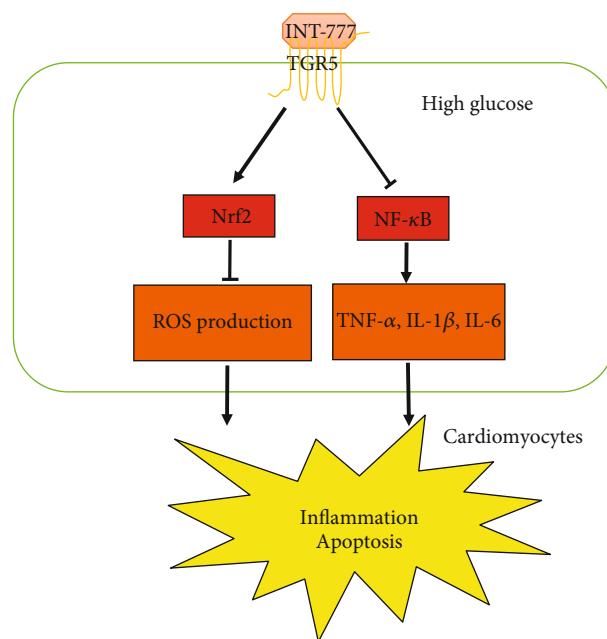 INT-777
TGR5
High glucose
Nrf2
NF-κB
ROS production
TNF-α, IL-1β, IL-6
Cardiomyocytes
Inflammation
Apoptosis